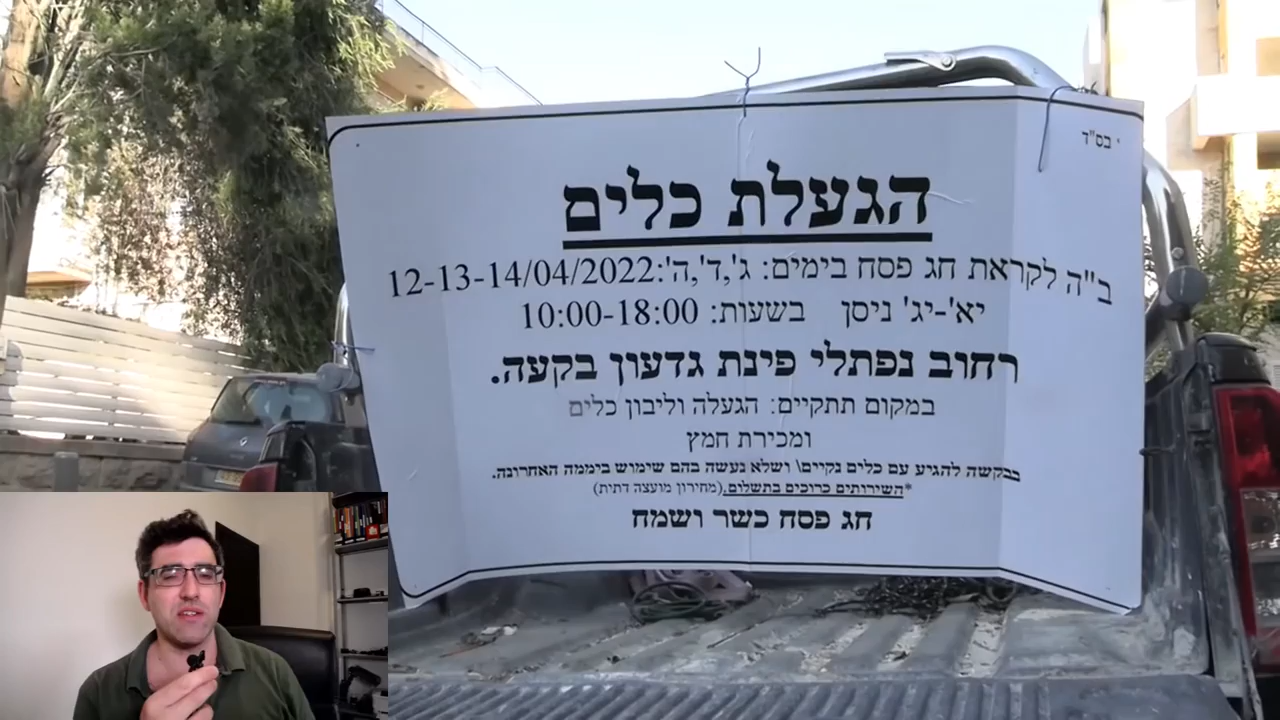 בס"ד
הגעלת כלים
ב"ה לקראת חג פסח בימים: ג',ד',ה':12-13-14/04/2022
יא'-יג' ניסן בשעות: 10:00-18:00
רחוב נפתלי פינת גדעון בקעה.
במקום תתקיים: הגעלה וליבון כלים
ומכירת חמץ
בבקשה להגיע עם כלים נקיים\ ושלא נעשה בהם שימוש ביממה האחרונה.
*השירותים כרוכים בתשלום.(מחירון מועצה דתית)
חג פסח כשר ושמח